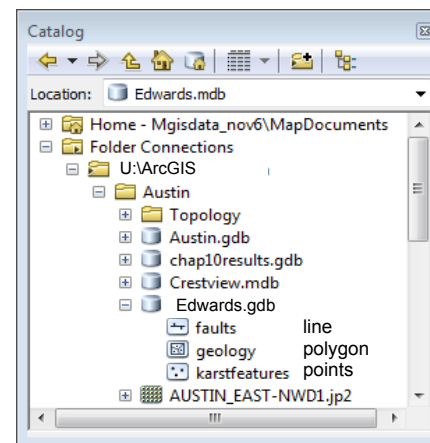 Catalog
Location: Edwards.mdb
Home - Mgisdata_nov6\MapDocuments
Folder Connections
U:\ArcGIS
Austin
Topology
Austin.gdb
chap10results.gdb
Crestview.mdb
Edwards.gdb
faults line
geology polygon
karstfeatures points
AUSTIN_EAST-NWD1.jp2